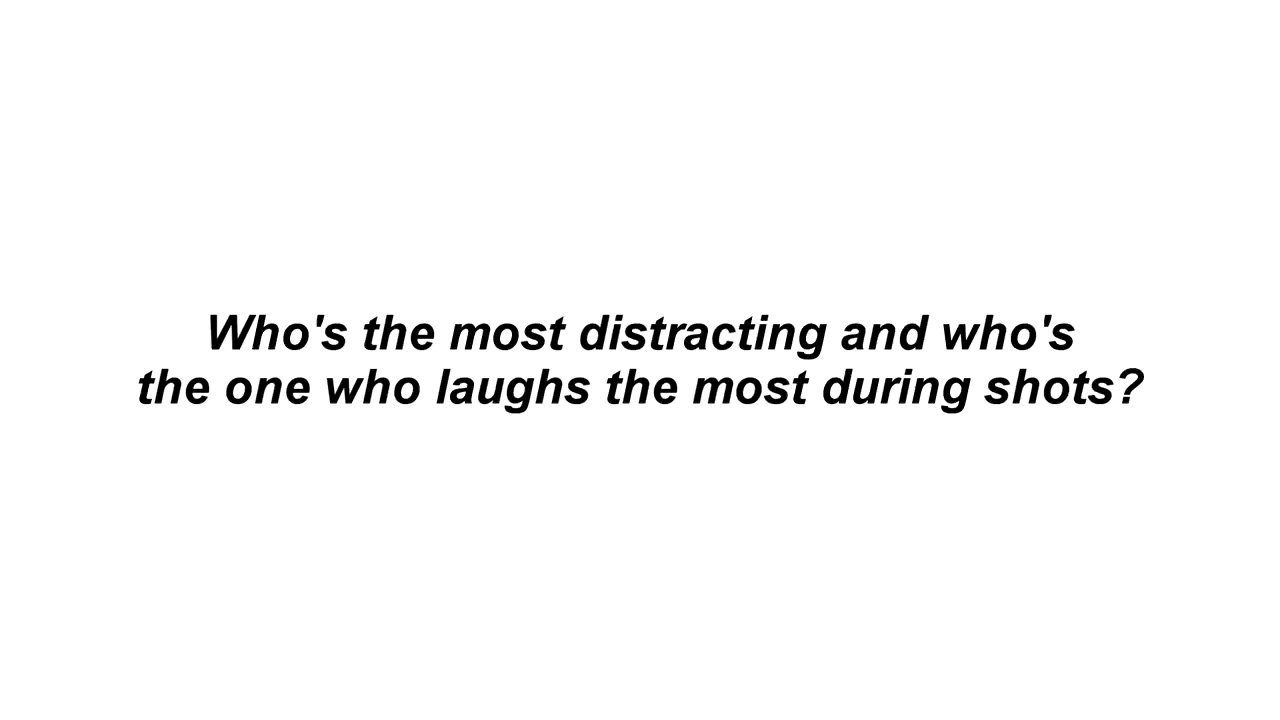 Who's the most distracting and who's
the one who laughs the most during shots?